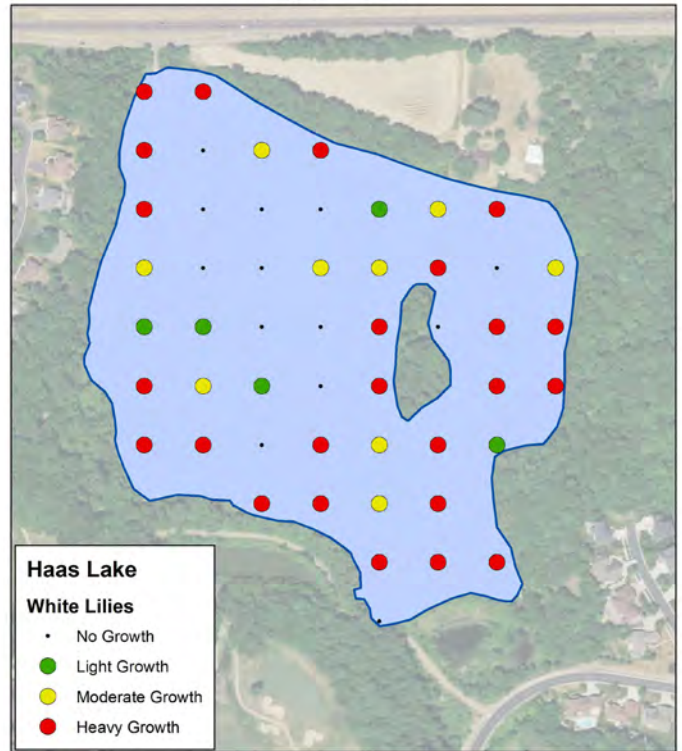 Haas Lake
White Lilies
No Growth
Light Growth
Moderate Growth
Heavy Growth